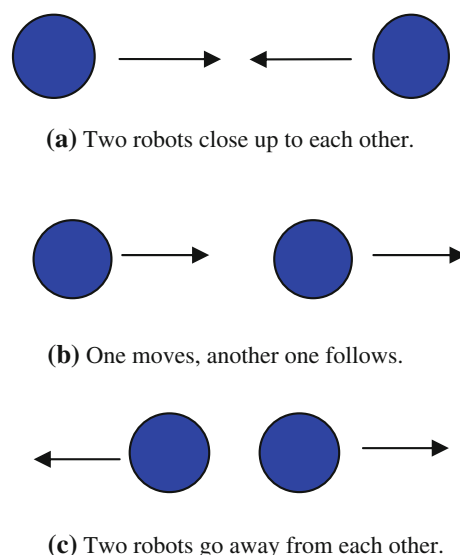 (a) Two robots close up to each other.
(b) One moves, another one follows.
(c) Two robots go away from each other.